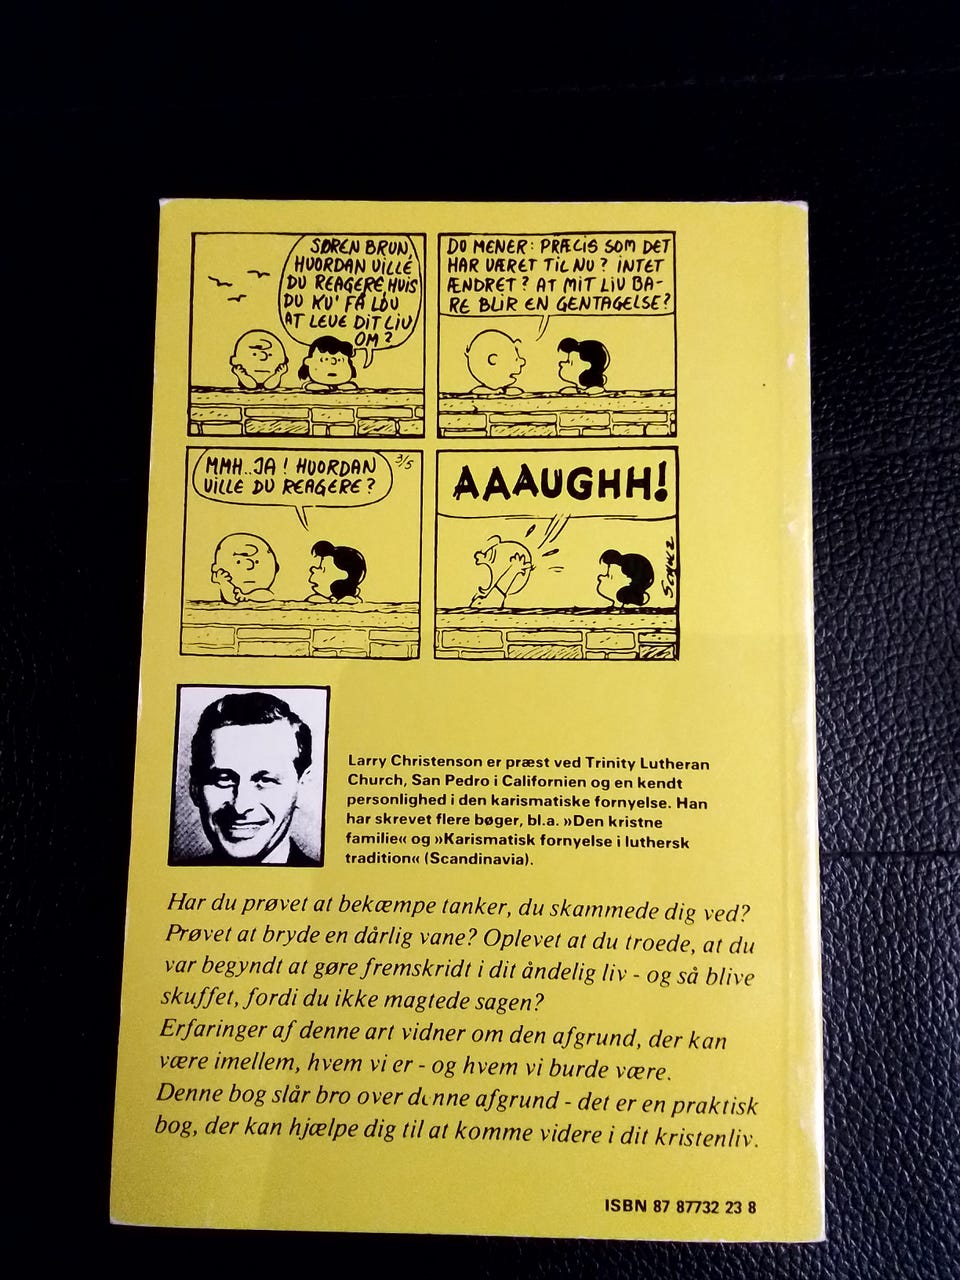 SØREN BRUN,
HVORDAN VILLE
DU REAGERE, HVIS
DU KU' FÅ LOV
AT LEVE DIT LIV
OM?
DU MENER: PRÆCIS SOM DET
HAR VÆRET TIL NU? INTET
ÆNDRET? AT MIT LIV BA-
RE BLIR EN GENTAGELSE?
MMH..JA! HVORDAN
VILLE DU REAGERE?
3/5
AAAUGHH!
SCHULZ
Larry Christenson er præst ved Trinity Lutheran
Church, San Pedro i Californien og en kendt
personlighed i den karismatiske fornyelse. Han
har skrevet flere bøger, bl.a. »Den kristne
familie« og »Karismatisk fornyelse i luthersk
tradition« (Scandinavia).
Har du prøvet at bekæmpe tanker, du skammede dig ved?
Prøvet at bryde en dårlig vane? Oplevet at du troede, at du
var begyndt at gøre fremskridt i dit åndelig liv - og så blive
skuffet, fordi du ikke magtede sagen?
Erfaringer af denne art vidner om den afgrund, der kan
være imellem, hvem vi er - og hvem vi burde være.
Denne bog slår bro over denne afgrund - det er en praktisk
bog, der kan hjælpe dig til at komme videre i dit kristenliv.
ISBN 87 87732 23 8